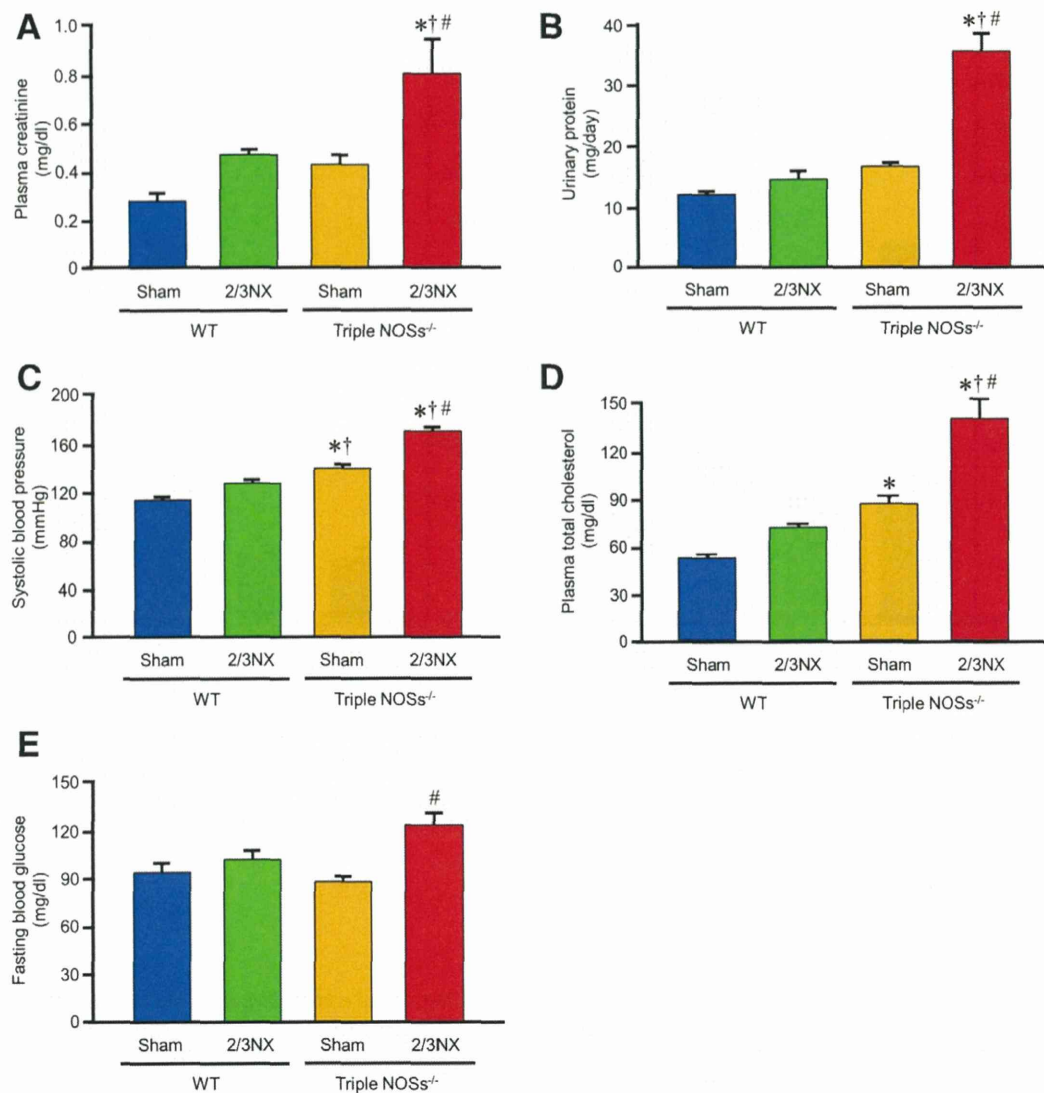 A
Plasma creatinine
(mg/dl)
1.0
0.8
0.6
0.4
0.2
0
*†#
Sham 2/3NX Sham 2/3NX
WT Triple NOSs-/-
B
Urinary protein
(mg/day)
40
30
20
10
0
*†#
Sham 2/3NX Sham 2/3NX
WT Triple NOSs-/-
C
Systolic blood pressure
(mmHg)
200
160
120
80
40
0
*†
*†#
Sham 2/3NX Sham 2/3NX
WT Triple NOSs-/-
D
Plasma total cholesterol
(mg/dl)
150
120
90
60
30
0
*
*†#
Sham 2/3NX Sham 2/3NX
WT Triple NOSs-/-
E
Fasting blood glucose
(mg/dl)
150
120
90
60
30
0
#
Sham 2/3NX Sham 2/3NX
WT Triple NOSs-/-